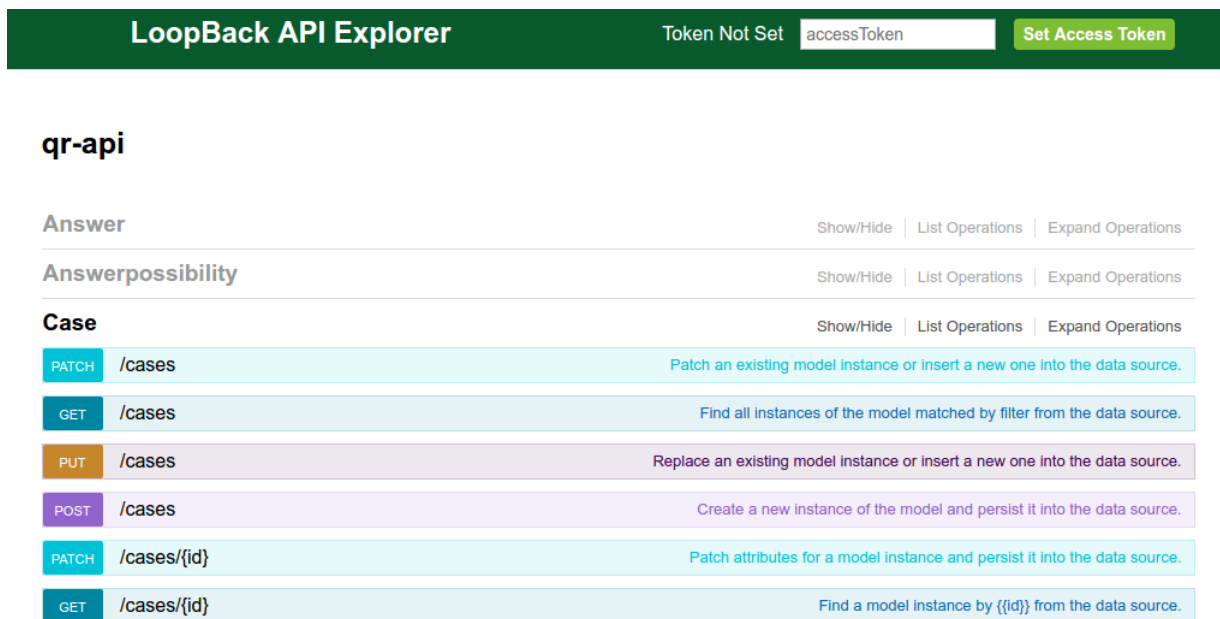 LoopBack API Explorer Token Not Set accessToken Set Access Token
qr-api
Answer Show/Hide List Operations Expand Operations
Answerpossibility Show/Hide List Operations Expand Operations
Case Show/Hide List Operations Expand Operations
PATCH /cases Patch an existing model instance or insert a new one into the data source.
GET /cases Find all instances of the model matched by filter from the data source.
PUT /cases Replace an existing model instance or insert a new one into the data source.
POST /cases Create a new instance of the model and persist it into the data source.
PATCH /cases/{id} Patch attributes for a model instance and persist it into the data source.
GET /cases/{id} Find a model instance by {{id}} from the data source.